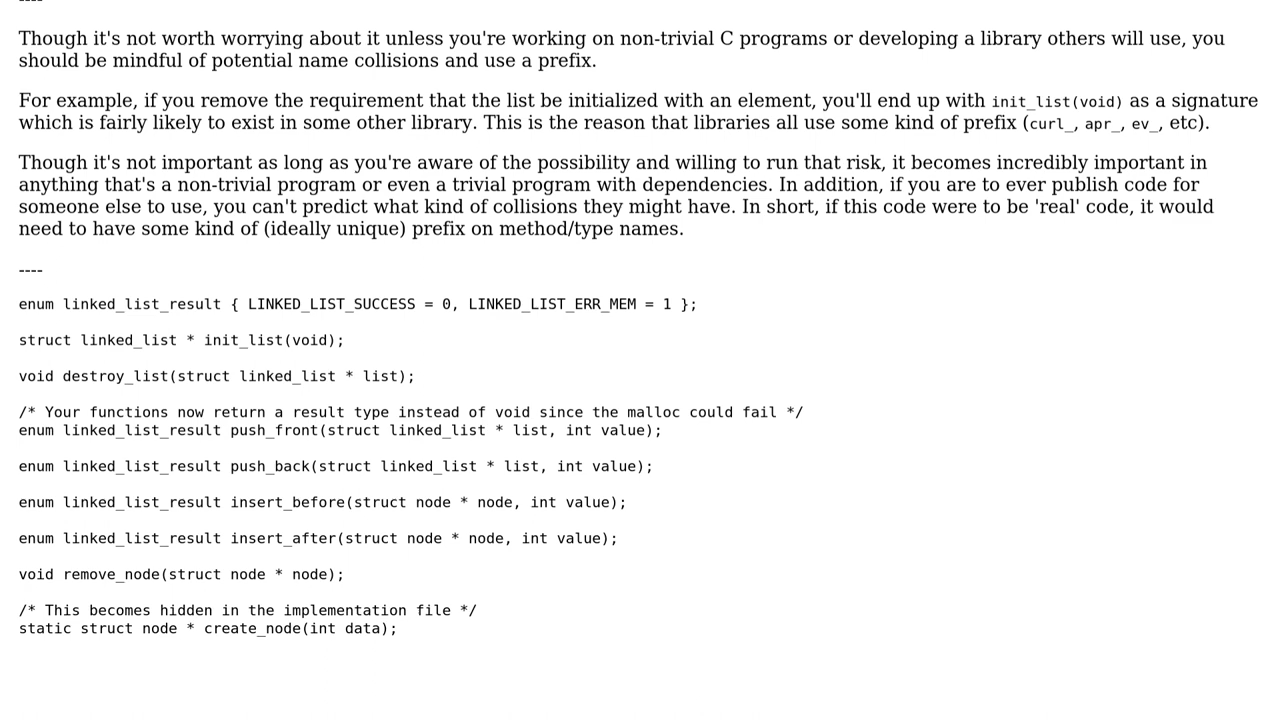 ----
Though it's not worth worrying about it unless you're working on non-trivial C programs or developing a library others will use, you
should be mindful of potential name collisions and use a prefix.
For example, if you remove the requirement that the list be initialized with an element, you'll end up with init_list(void) as a signature
which is fairly likely to exist in some other library. This is the reason that libraries all use some kind of prefix (curl_, apr_, ev_, etc).
Though it's not important as long as you're aware of the possibility and willing to run that risk, it becomes incredibly important in
anything that's a non-trivial program or even a trivial program with dependencies. In addition, if you are to ever publish code for
someone else to use, you can't predict what kind of collisions they might have. In short, if this code were to be 'real' code, it would
need to have some kind of (ideally unique) prefix on method/type names.
----
enum linked_list_result { LINKED_LIST_SUCCESS = 0, LINKED_LIST_ERR_MEM = 1 };
struct linked_list * init_list(void);
void destroy_list(struct linked_list * list);
/* Your functions now return a result type instead of void since the malloc could fail */
enum linked_list_result push_front(struct linked_list * list, int value);
enum linked_list_result push_back(struct linked_list * list, int value);
enum linked_list_result insert_before(struct node * node, int value);
enum linked_list_result insert_after(struct node * node, int value);
void remove_node(struct node * node);
/* This becomes hidden in the implementation file */
static struct node * create_node(int data);